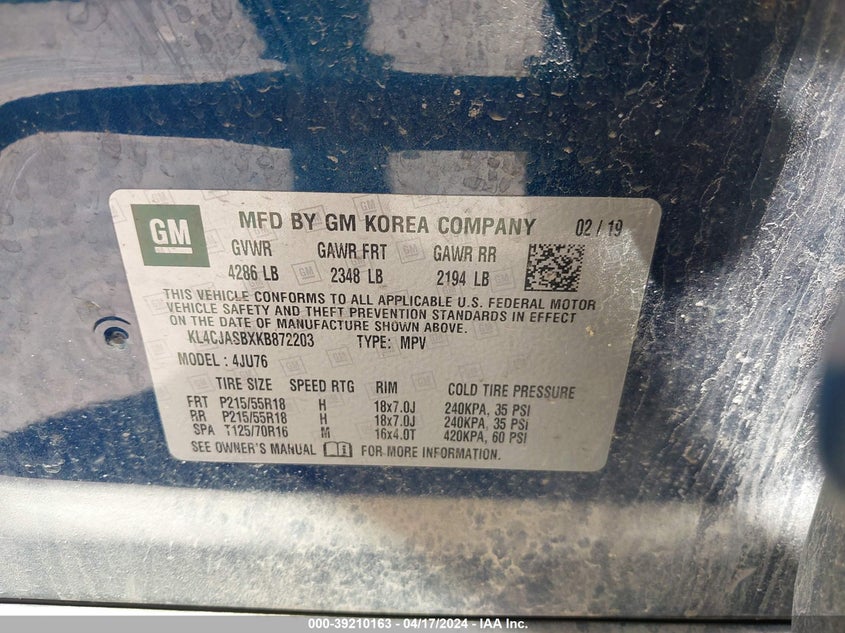 GM MFD BY GM KOREA COMPANY 02 / 19
GVWR GAWR FRT GAWR RR
4286 LB 2348 LB 2194 LB
THIS VEHICLE CONFORMS TO ALL APPLICABLE U.S. FEDERAL MOTOR
VEHICLE SAFETY AND THEFT PREVENTION STANDARDS IN EFFECT
ON THE DATE OF MANUFACTURE SHOWN ABOVE.
KL4CJASBXKB872203 TYPE: MPV
MODEL : 4JU76
TIRE SIZE SPEED RTG RIM COLD TIRE PRESSURE
FRT P215/55R18 H 18x7.0J 240KPA, 35 PSI
RR P215/55R18 H 18x7.0J 240KPA, 35 PSI
SPA T125/70R16 M 16x4.0T 420KPA, 60 PSI
SEE OWNER'S MANUAL FOR MORE INFORMATION.
000-39210163 - 04/17/2024 - IAA Inc.